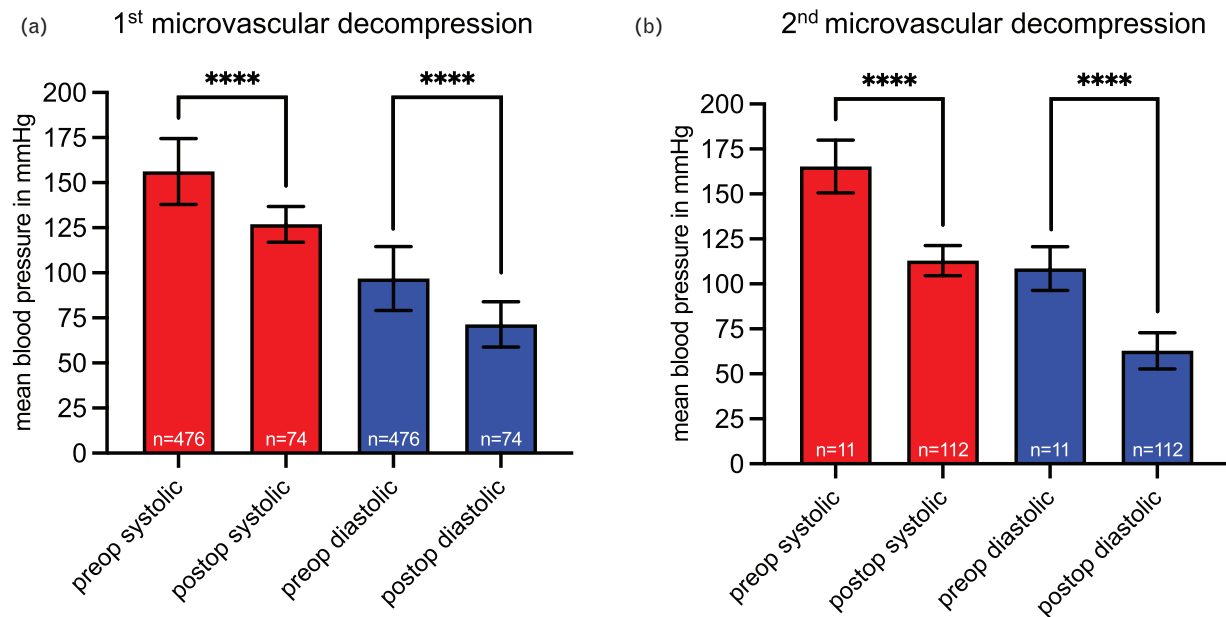 (a) 1st microvascular decompression
**** ****
mean blood pressure in mmHg
200
175
150
125
100
75
50
25
0
n=476 n=74 n=476 n=74
preop systolic
postop systolic
preop diastolic
postop diastolic
(b) 2nd microvascular decompression
**** ****
mean blood pressure in mmHg
200
175
150
125
100
75
50
25
0
n=11 n=112 n=11 n=112
preop systolic
postop systolic
preop diastolic
postop diastolic